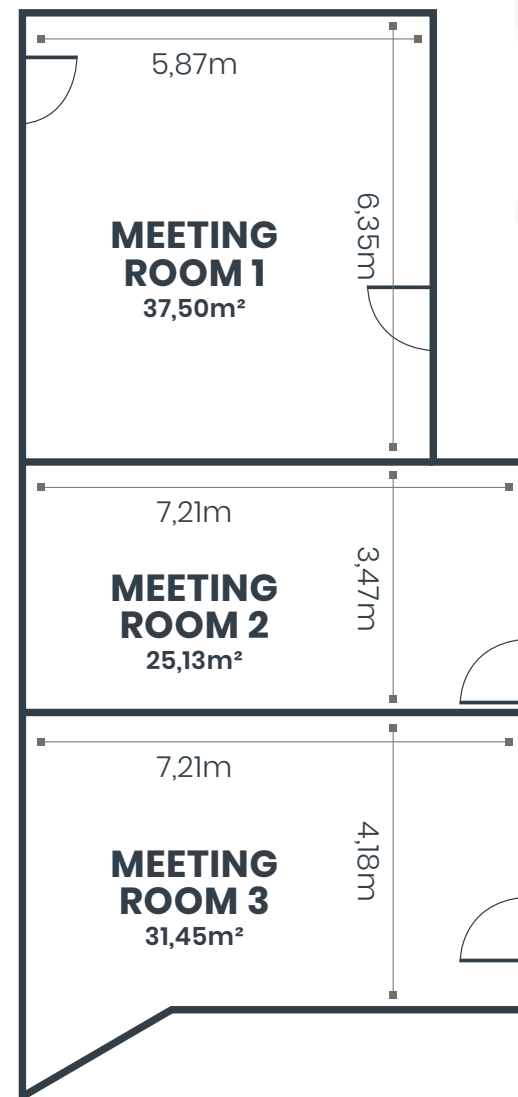 5,87m
6,35m
MEETING
ROOM 1
37,50m²
7,21m
3,47m
MEETING
ROOM 2
25,13m²
7,21m
4,18m
MEETING
ROOM 3
31,45m²